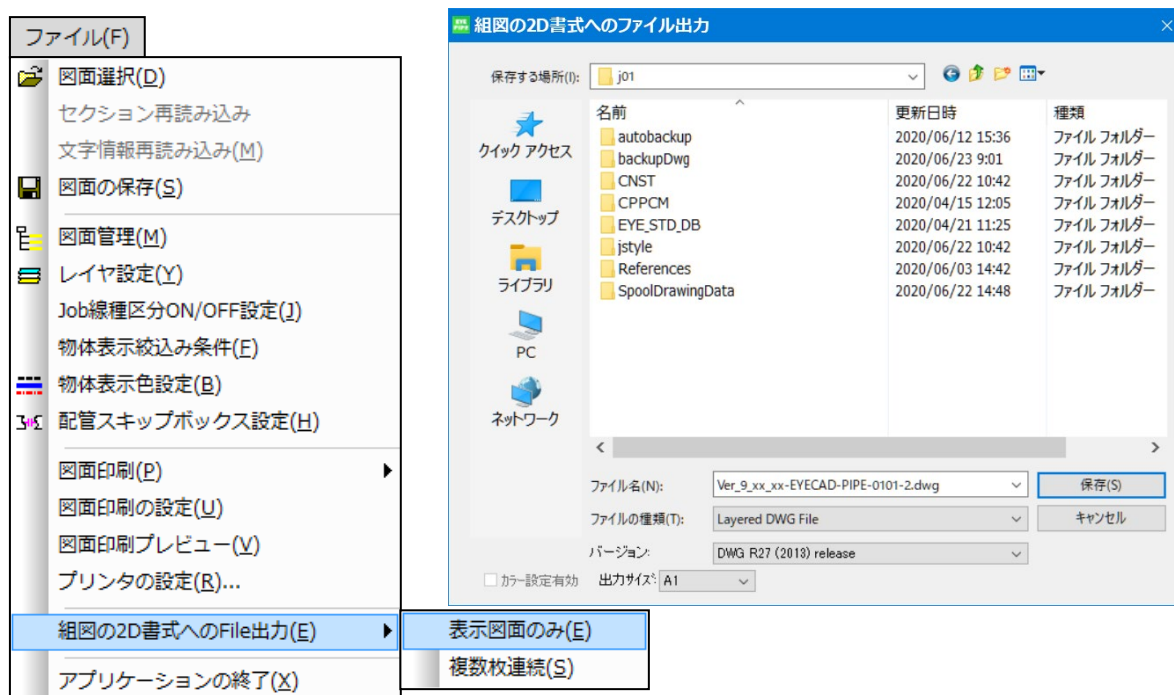 ファイル(F)
図面選択(D)
セクション再読み込み
文字情報再読み込み(M)
図面の保存(S)
図面管理(M)
レイヤ設定(Y)
Job線種区分ON/OFF設定(J)
物体表示絞込み条件(F)
物体表示色設定(B)
配管スキップボックス設定(H)
図面印刷(P)
図面印刷の設定(U)
図面印刷プレビュー(V)
プリンタの設定(R)...
組図の2D書式へのFile出力(E)
アプリケーションの終了(X)
表示図面のみ(E)
複数枚連続(S)
組図の2D書式へのファイル出力
保存する場所(I): j01
クイック アクセス
デスクトップ
ライブラリ
PC
ネットワーク
名前 更新日時 種類
autobackup 2020/06/12 15:36 ファイル フォルダー
backupDwg 2020/06/23 9:01 ファイル フォルダー
CNST 2020/06/22 10:42 ファイル フォルダー
CPPCM 2020/04/15 12:05 ファイル フォルダー
EYE_STD_DB 2020/04/21 11:25 ファイル フォルダー
jstyle 2020/06/22 10:42 ファイル フォルダー
References 2020/06/03 14:42 ファイル フォルダー
SpoolDrawingData 2020/06/22 14:48 ファイル フォルダー
ファイル名(N): Ver_9_xx_xx-EYECAD-PIPE-0101-2.dwg 保存(S)
ファイルの種類(T): Layered DWG File キャンセル
バージョン: DWG R27 (2013) release
カラー設定有効 出力サイズ: A1